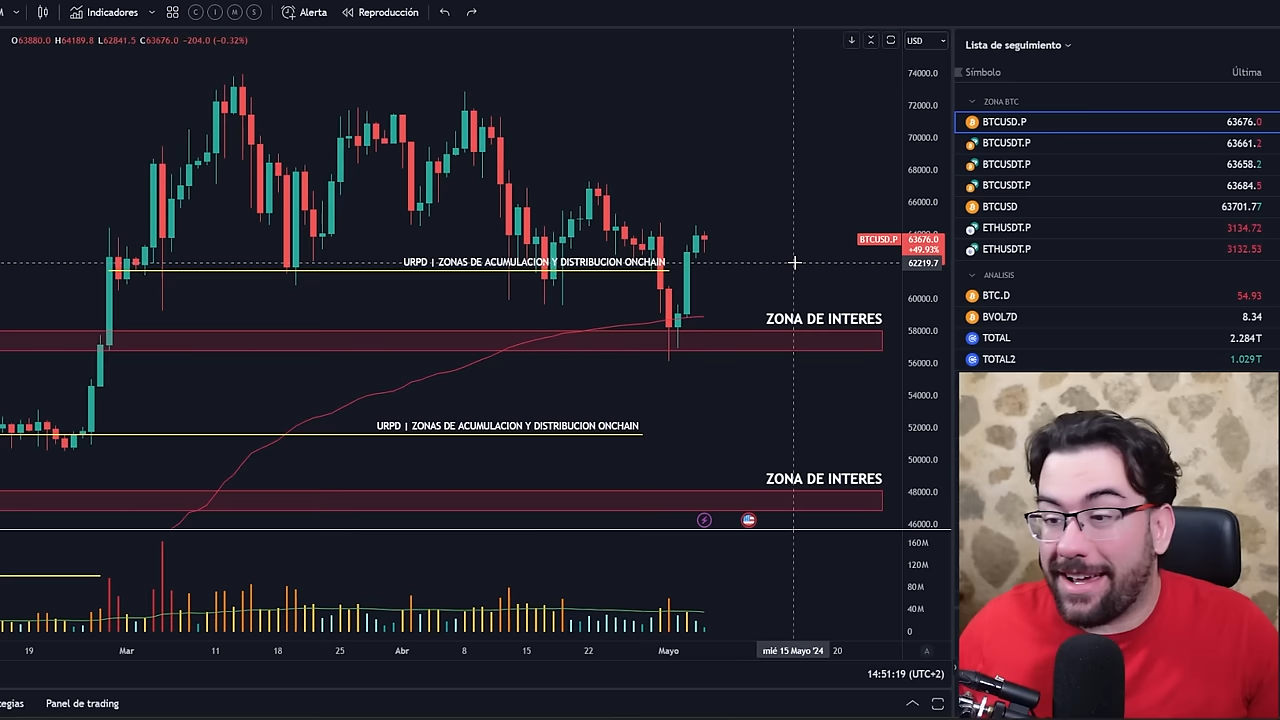 Indicadores
C I M S
Alerta
Reproducción
O63880.0 H64189.8 L62841.5 C63676.0 -204.0 (-0.32%)
USD
74000.0
72000.0
70000.0
68000.0
66000.0
BTCUSD.P 63676.0
+49.93%
62219.7
60000.0
58000.0
56000.0
54000.0
52000.0
50000.0
48000.0
46000.0
URPD | ZONAS DE ACUMULACION Y DISTRIBUCION ONCHAIN
ZONA DE INTERES
URPD | ZONAS DE ACUMULACION Y DISTRIBUCION ONCHAIN
ZONA DE INTERES
160M
120M
80M
40M
0
19 Mar 11 18 25 Abr 8 15 22 Mayo mié 15 Mayo '24 20 A
14:51:19 (UTC+2)
Panel de trading
Lista de seguimiento
Símbolo Última
ZONA BTC
BTCUSD.P 63676.0
BTCUSDT.P 63661.2
BTCUSDT.P 63658.2
BTCUSDT.P 63684.5
BTCUSD 63701.77
ETHUSDT.P 3134.72
ETHUSDT.P 3132.53
ANALISIS
BTC.D 54.93
BVOL7D 8.34
TOTAL 2.284T
TOTAL2 1.029T